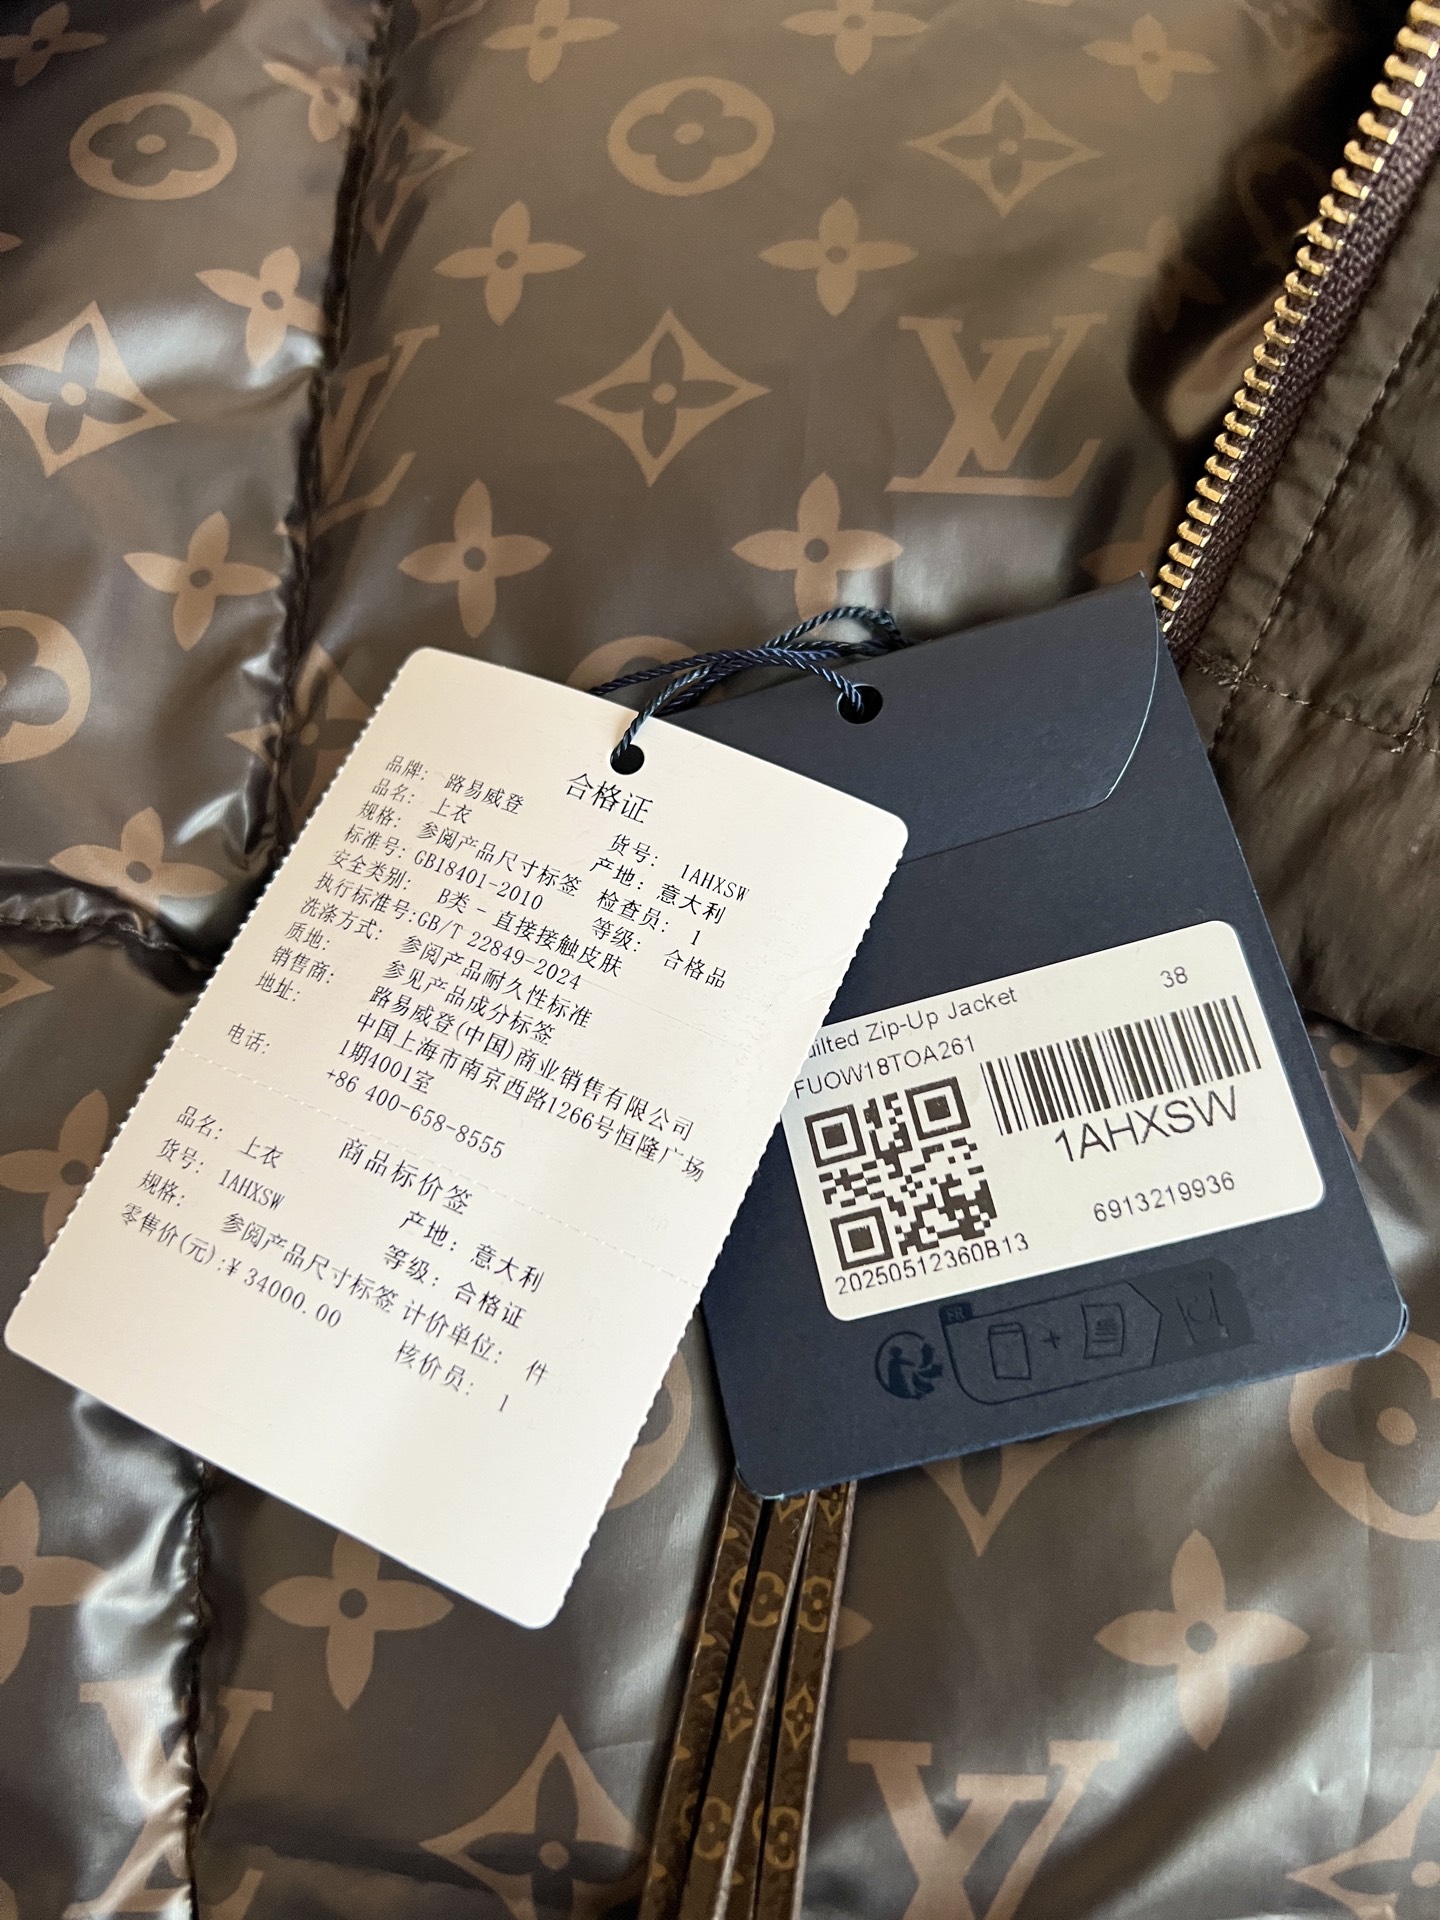 合格证
品牌: 路易威登
品名: 上衣
货号: 1AHXSW
规格: 参阅产品尺寸标签
产地: 意大利
标准号: GB18401-2010
检查员: 1
安全类别: B类 - 直接接触皮肤
等级: 合格品
执行标准号:GB/T 22849-2024
洗涤方式: 参阅产品耐久性标准
质地: 参见产品成分标签
销售商: 路易威登(中国)商业销售有限公司
地址: 中国上海市南京西路1266号恒隆广场
1期4001室
电话: +86 400-658-8555
商品标价签
品名: 上衣
产地: 意大利
货号: 1AHXSW
等级: 合格证
规格: 参阅产品尺寸标签
计价单位: 件
零售价(元):¥ 34000.00
核价员: 1
Zip-Up Jacket
38
FUOW18TOA261
1AHXSW
6913219936
20250512360B13
FR
LV